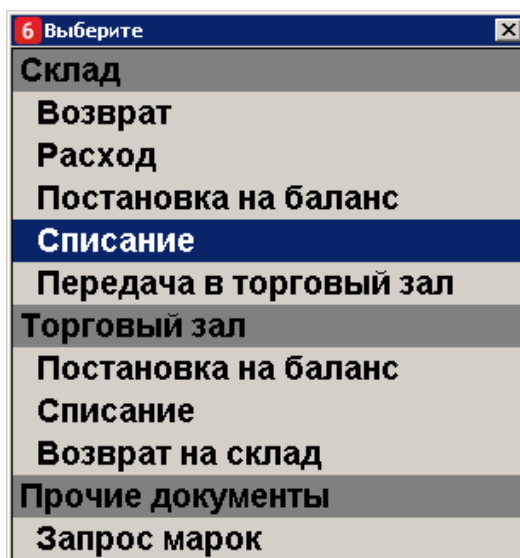 6 Выберите
Склад
Возврат
Расход
Постановка на баланс
Списание
Передача в торговый зал
Торговый зал
Постановка на баланс
Списание
Возврат на склад
Прочие документы
Запрос марок